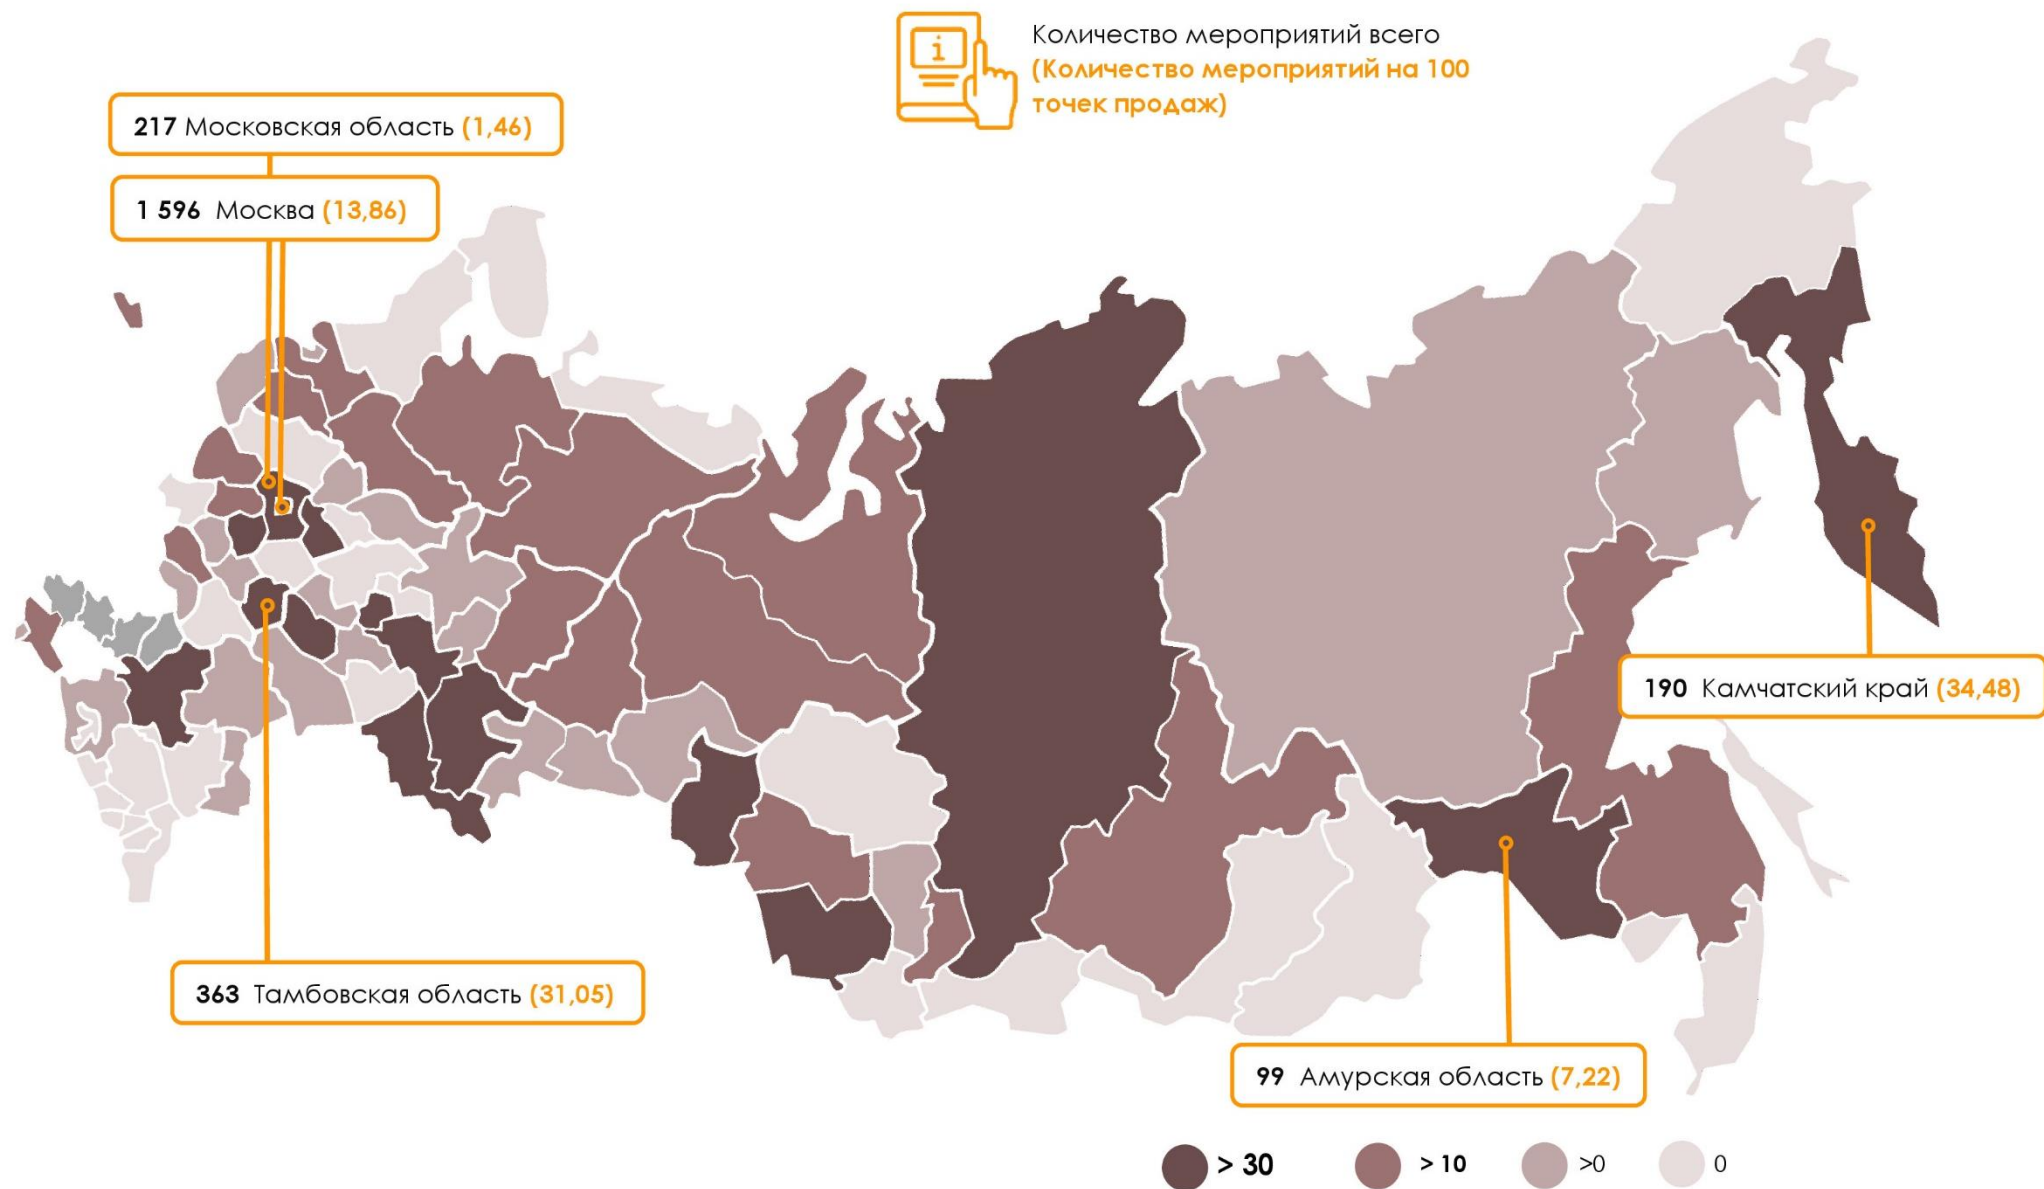 i
Количество мероприятий всего
(Количество мероприятий на 100
точек продаж)
217 Московская область (1,46)
1 596 Москва (13,86)
190 Камчатский край (34,48)
363 Тамбовская область (31,05)
99 Амурская область (7,22)
> 30
> 10
>0
0